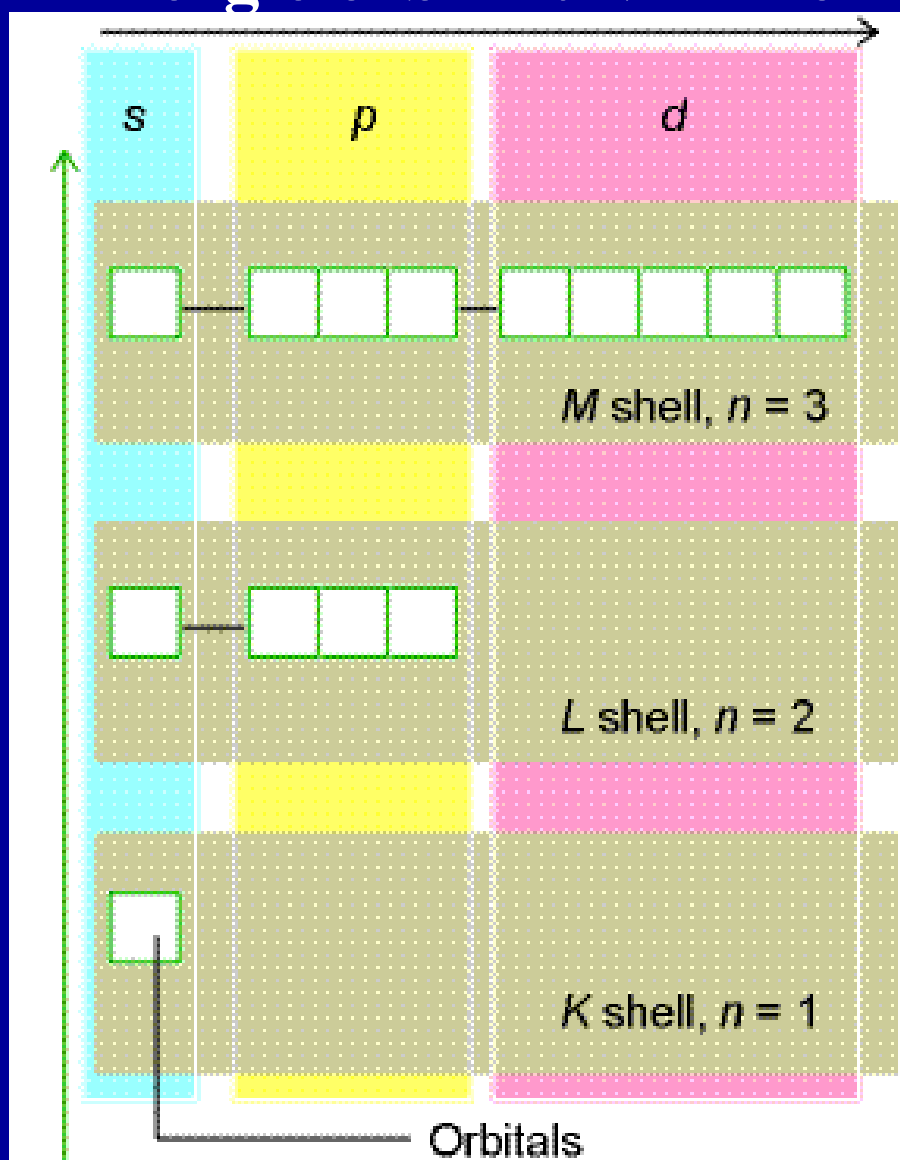 s p d
M shell, n = 3
L shell, n = 2
K shell, n = 1
Orbitals